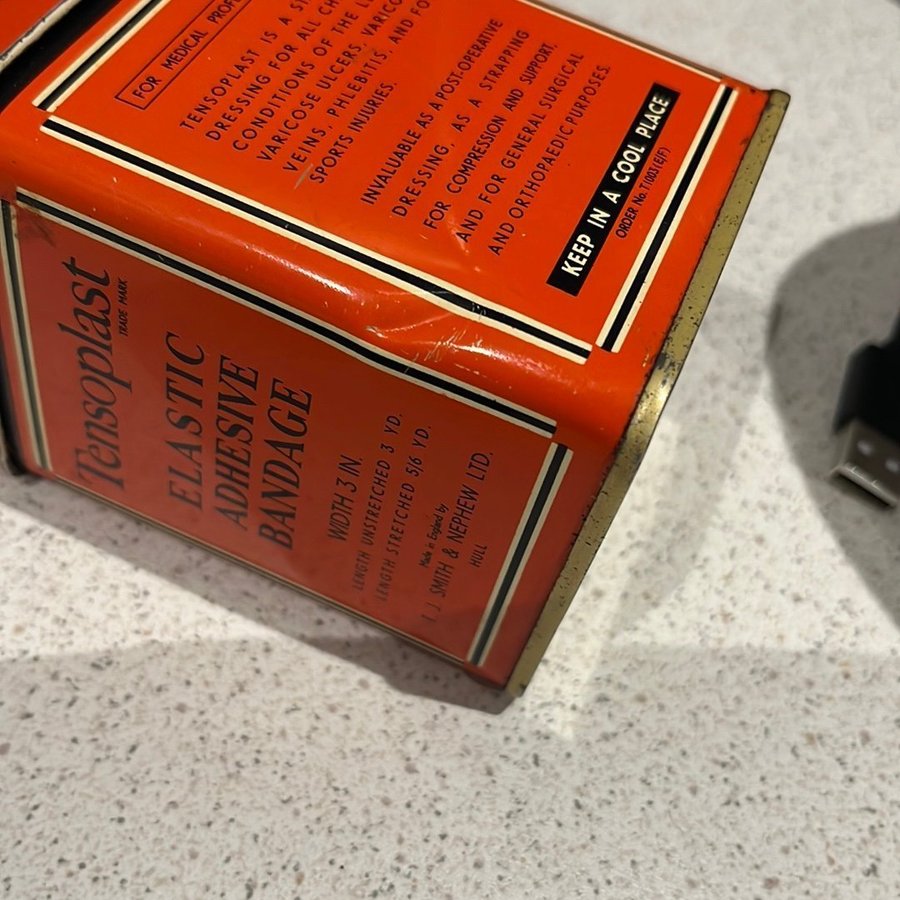 FOR MEDICAL
TENSOPLAST IS A
DRESSING FOR ALL
CONDITIONS OF THE
VARICOSE ULCERS,
VEINS, PHLEBITIS, AND
SPORTS INJURIES.
INVALUABLE AS A POST-OPERATIVE
DRESSING, AS A STRAPPING
FOR COMPRESSION AND SUPPORT,
AND FOR GENERAL SURGICAL
AND ORTHOPAEDIC PURPOSES.
KEEP IN A COOL PLACE
ORDER No. T.1003 (E/F)
Tensoplast
TRADE MARK
ELASTIC
ADHESIVE
BANDAGE
WIDTH 3 IN.
LENGTH UNSTRETCHED 3 YD.
LENGTH STRETCHED 5/6 YD.
Made in England by
T. J. SMITH & NEPHEW LTD.
HULL